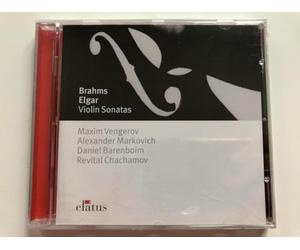 Brahms
Elgar
Violin Sonatas
Maxim Vengerov
Alexander Markovich
Daniel Barenboim
Revital Chachamov
elatus